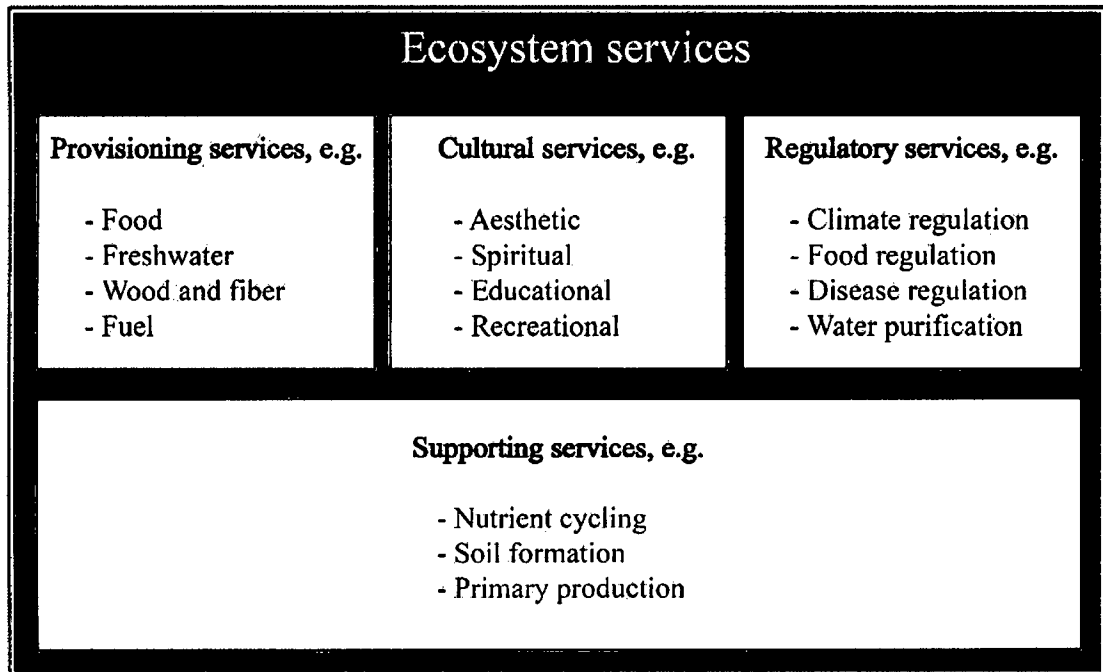 Ecosystem services
Provisioning services, e.g.
- Food
- Freshwater
- Wood and fiber
- Fuel
Cultural services, e.g.
- Aesthetic
- Spiritual
- Educational
- Recreational
Regulatory services, e.g.
- Climate regulation
- Food regulation
- Disease regulation
- Water purification
Supporting services, e.g.
- Nutrient cycling
- Soil formation
- Primary production